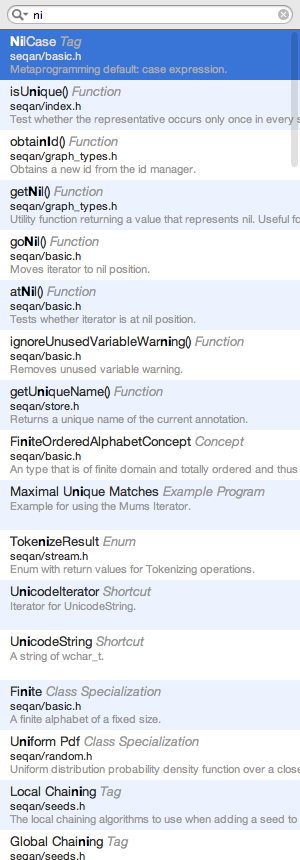 ni
NilCase Tag
seqan/basic.h
Metaprogramming default: case expression.
isUnique() Function
seqan/index.h
Test whether the representative occurs only once in every s
obtainId() Function
seqan/graph_types.h
Obtains a new id from the id manager.
getNil() Function
seqan/graph_types.h
Utility function returning a value that represents nil. Useful fo
goNil() Function
seqan/basic.h
Moves iterator to nil position.
atNil() Function
seqan/basic.h
Tests whether iterator is at nil position.
ignoreUnusedVariableWarning() Function
seqan/basic.h
Removes unused variable warning.
getUniqueName() Function
seqan/store.h
Returns a unique name of the current annotation.
FiniteOrderedAlphabetConcept Concept
seqan/basic.h
An type that is of finite domain and totally ordered and thus
Maximal Unique Matches Example Program
Example for using the Mums Iterator.
TokenizeResult Enum
seqan/stream.h
Enum with return values for Tokenizing operations.
UnicodeIterator Shortcut
Iterator for UnicodeString.
UnicodeString Shortcut
A string of wchar_t.
Finite Class Specialization
seqan/basic.h
A finite alphabet of a fixed size.
Uniform Pdf Class Specialization
seqan/random.h
Uniform distribution probability density function over a close
Local Chaining Tag
seqan/seeds.h
The local chaining algorithms to use when adding a seed to
Global Chaining Tag
seqan/seeds.h